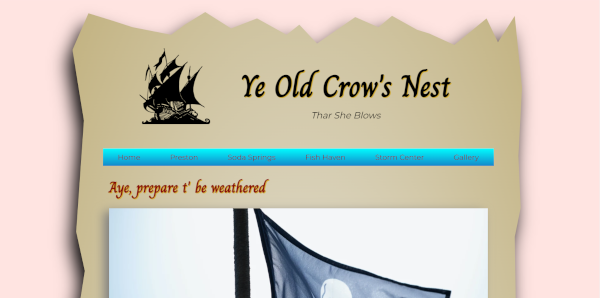 Ye Old Crow's Nest
Thar She Blows
Home Preston Soda Springs Fish Haven Storm Center Gallery
Aye, prepare t' be weathered